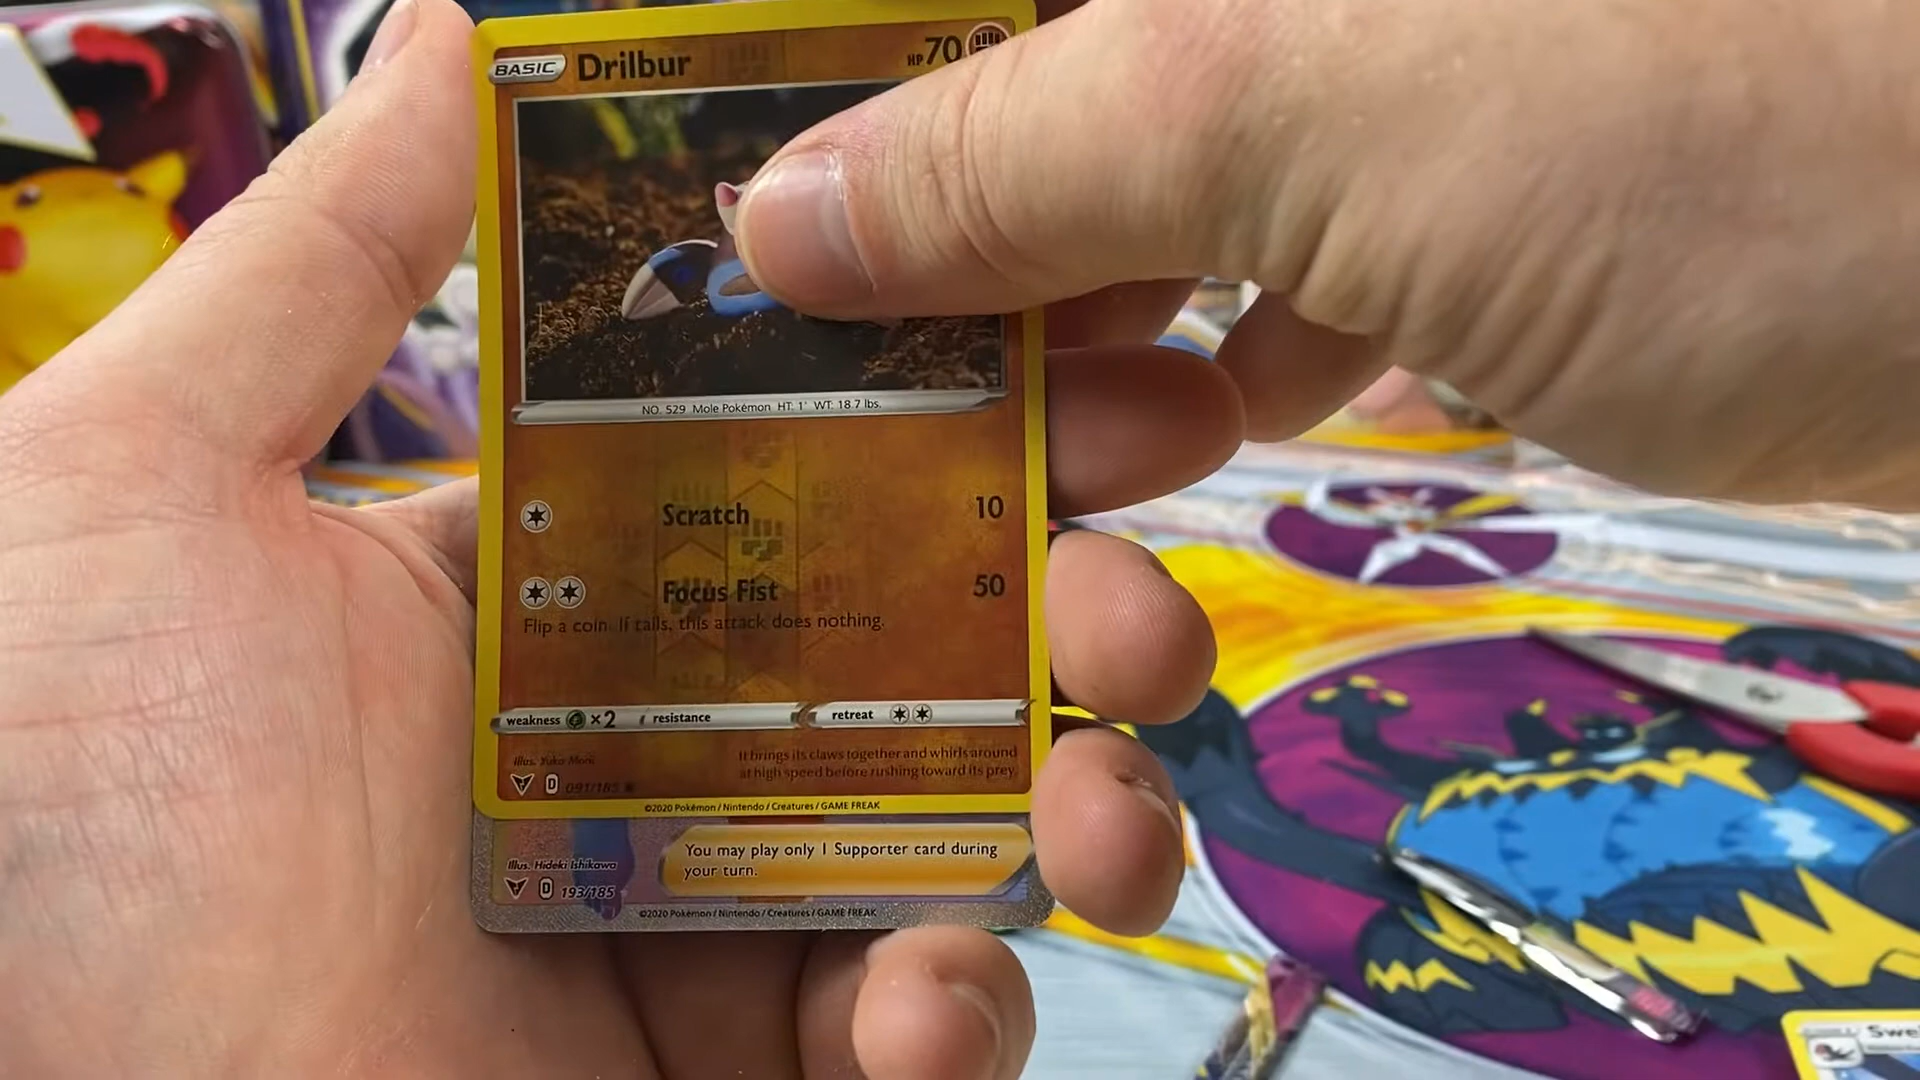 BASIC Drilbur HP 70
NO. 529 Mole Pokémon HT: 1' WT: 18.7 lbs.
Scratch 10
Focus Fist 50
Flip a coin. If tails, this attack does nothing.
weakness ×2 resistance retreat
Illus. Yuka Morii
It brings its claws together and whirls around
at high speed before rushing toward its prey.
D 091/185
©2020 Pokémon / Nintendo / Creatures / GAME FREAK
You may play only 1 Supporter card during
your turn.
Illus. Hideki Ishikawa
D 193/185
©2020 Pokémon / Nintendo / Creatures / GAME FREAK